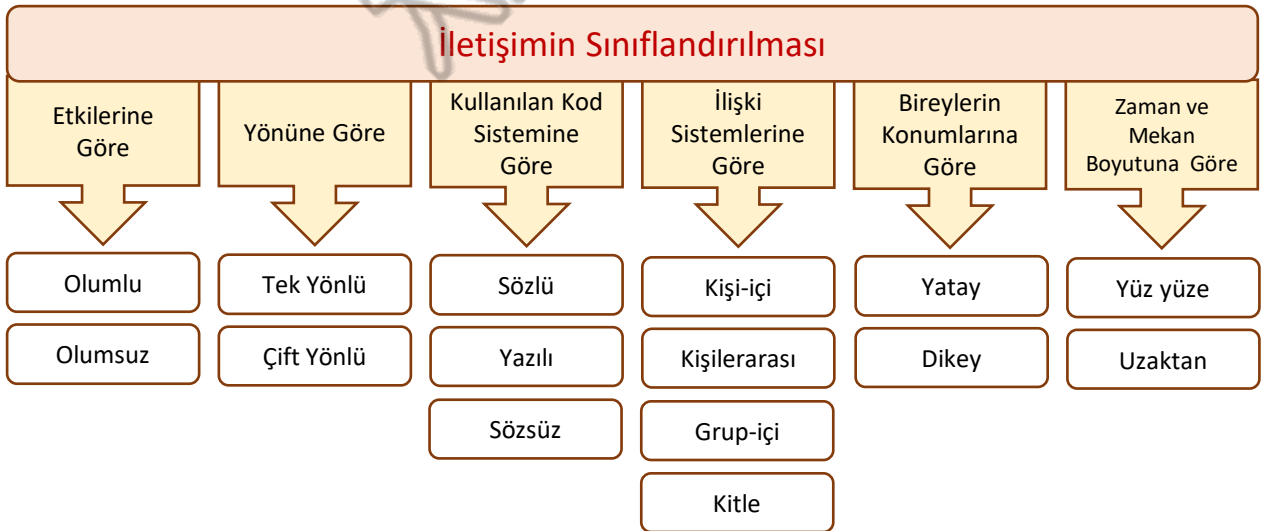 İletişimin Sınıflandırılması
Etkilerine
Göre
Olumlu
Olumsuz
Yönüne Göre
Tek Yönlü
Çift Yönlü
Kullanılan Kod
Sistemine
Göre
Sözlü
Yazılı
Sözsüz
İlişki
Sistemlerine
Göre
Kişi-içi
Kişilerarası
Grup-içi
Kitle
Bireylerin
Konumlarına
Göre
Yatay
Dikey
Zaman ve
Mekan
Boyutuna Göre
Yüz yüze
Uzaktan